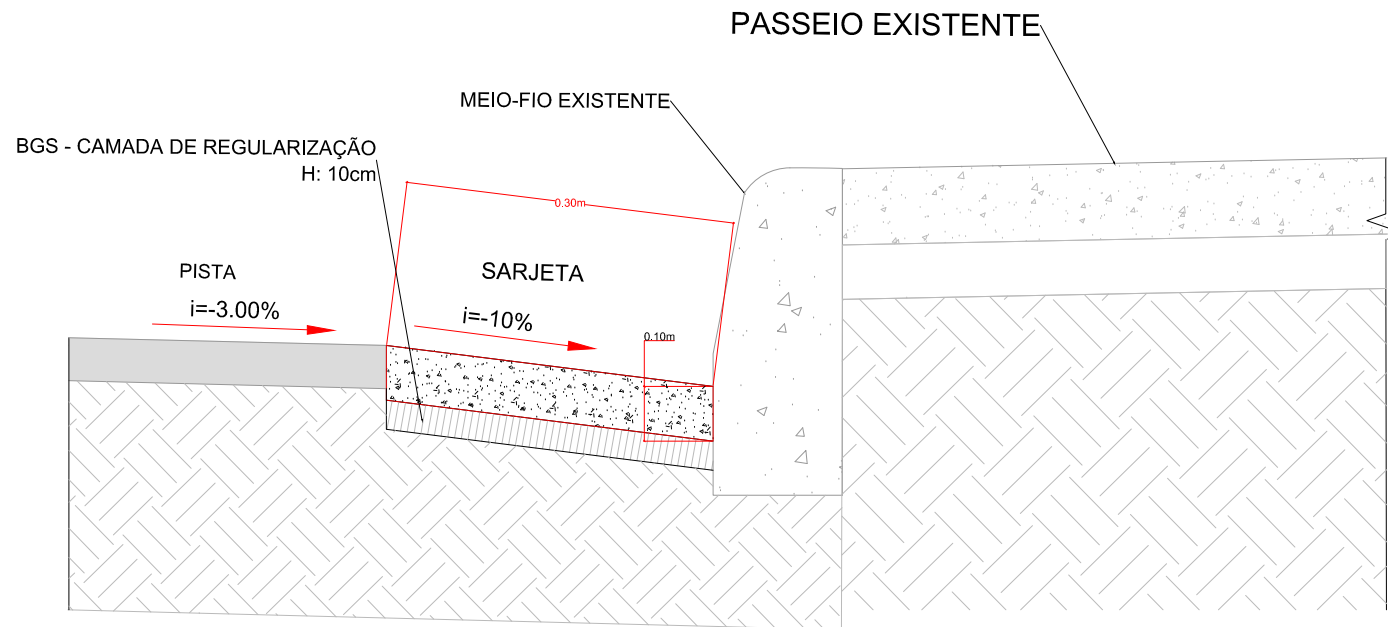 PASSEIO EXISTENTE
MEIO-FIO EXISTENTE
BGS - CAMADA DE REGULARIZAÇÃO
H: 10cm
0.30m
PISTA
SARJETA
i=-3.00%
i=-10%
0.10m